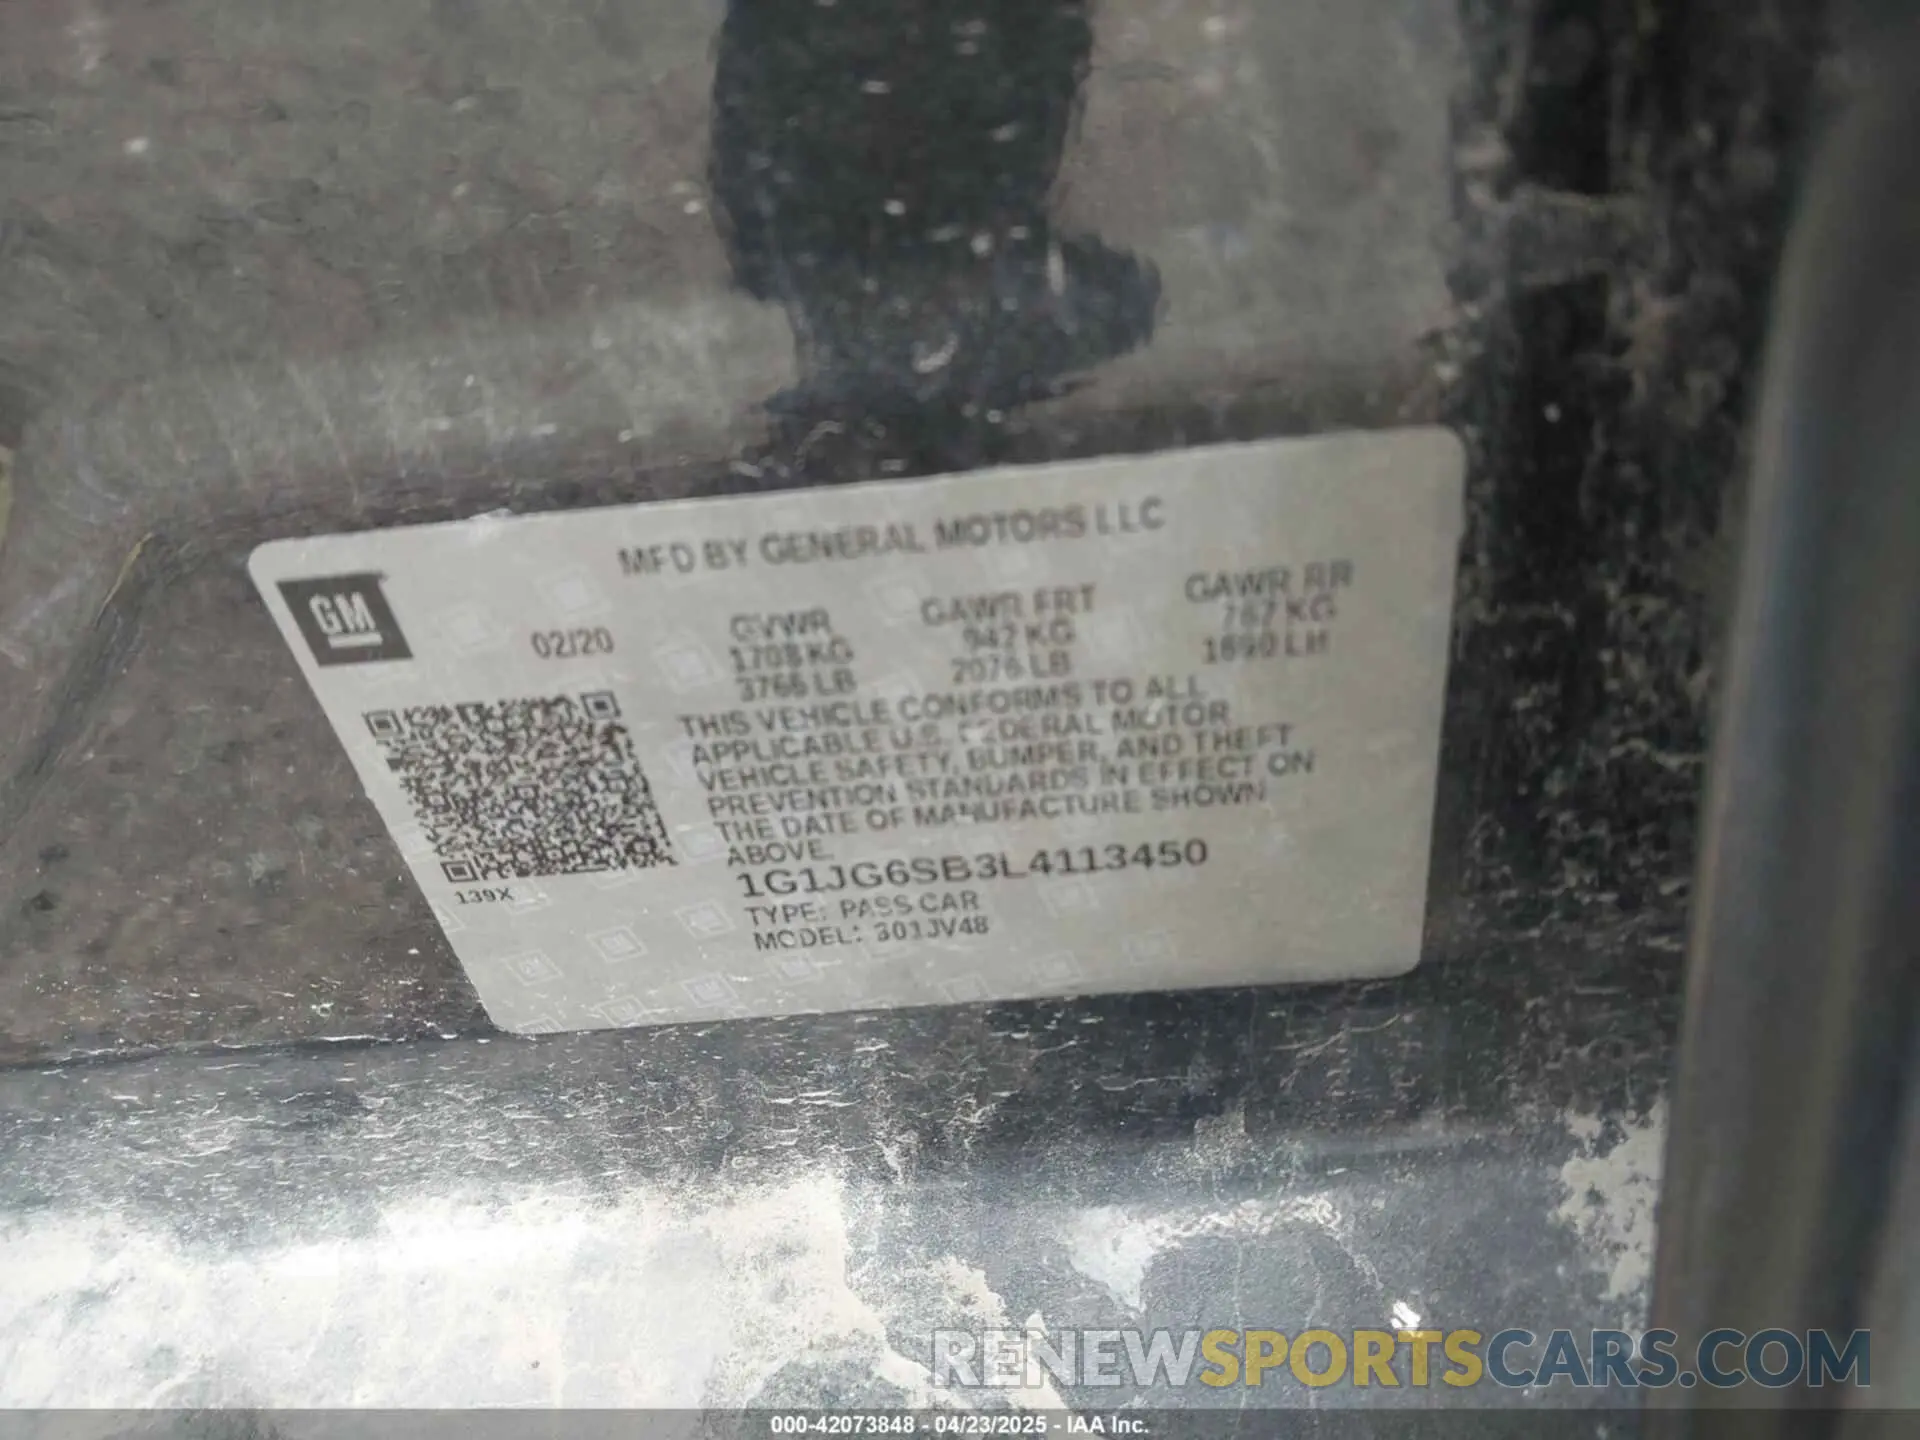 MFD BY GENERAL MOTORS LLC
GM
02/20
GVWR
1708 KG
3766 LB
GAWR FRT
942 KG
2076 LB
GAWR RR
767 KG
1690 LB
THIS VEHICLE CONFORMS TO ALL
APPLICABLE U.S. FEDERAL MOTOR
VEHICLE SAFETY, BUMPER, AND THEFT
PREVENTION STANDARDS IN EFFECT ON
THE DATE OF MANUFACTURE SHOWN
ABOVE.
1G1JG6SB3L4113450
TYPE: PASS CAR
MODEL: 301JV48
139X
RENEWSPORTSCARS.COM
000-42073848 - 04/23/2025 - IAA Inc.